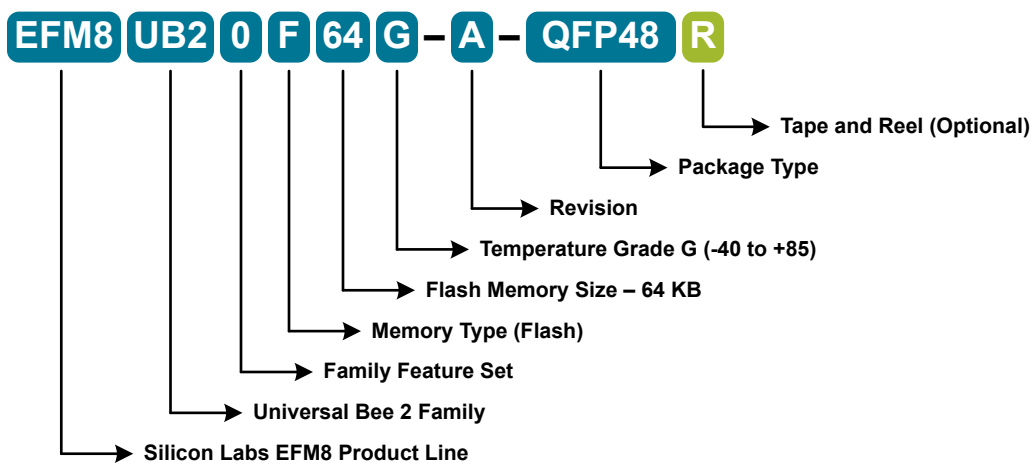 EFM8 UB2 0 F 64 G – A – QFP48 R
Tape and Reel (Optional)
Package Type
Revision
Temperature Grade G (-40 to +85)
Flash Memory Size – 64 KB
Memory Type (Flash)
Family Feature Set
Universal Bee 2 Family
Silicon Labs EFM8 Product Line